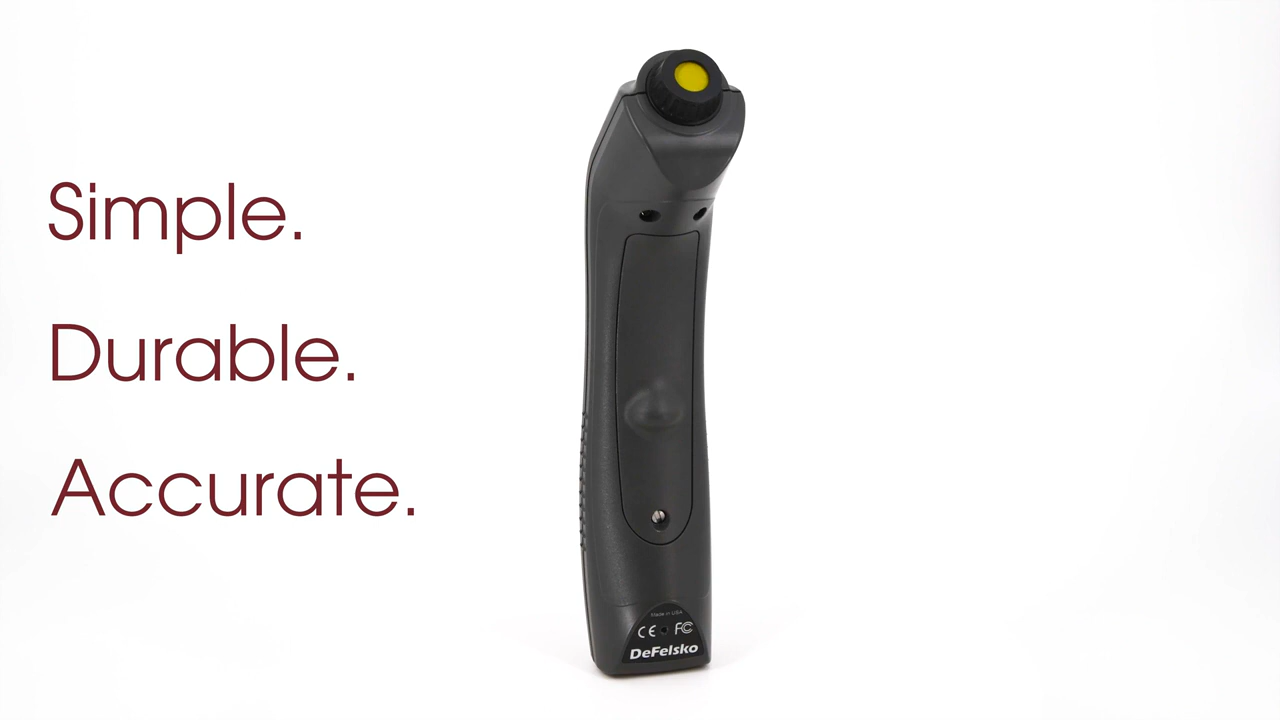 Simple.
Durable.
Accurate.
Made in USA
CE FC
DeFelsko